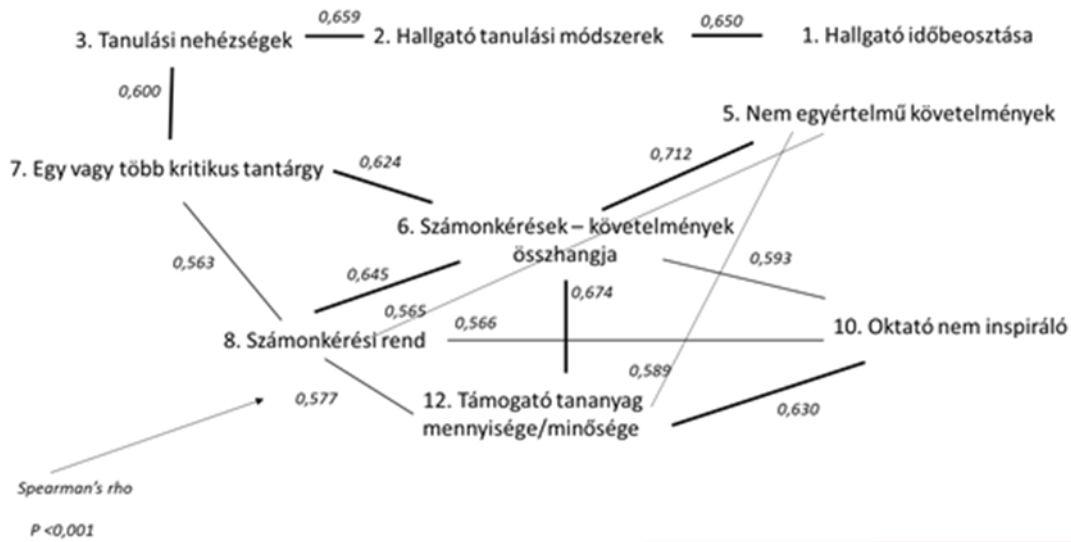 0,659
3. Tanulási nehézségek
2. Hallgató tanulási módszerek
0,650
1. Hallgató időbeosztása
0,600
5. Nem egyértelmű követelmények
7. Egy vagy több kritikus tantárgy
0,624
0,712
6. Számonkérések – követelmények
összhangja
0,563
0,645
0,593
0,674
0,565
0,566
8. Számonkérési rend
10. Oktató nem inspiráló
0,589
0,577
12. Támogató tananyag
mennyisége/minősége
0,630
Spearman's rho
P <0,001